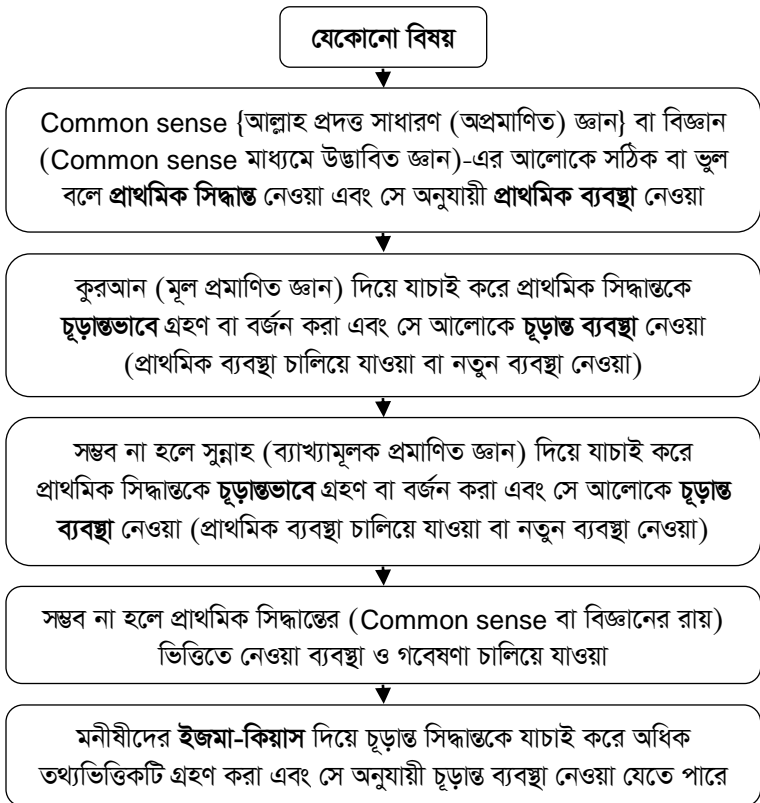 যেকোনো বিষয়
Common sense {আল্লাহ প্রদত্ত সাধারণ (অপ্রমাণিত) জ্ঞান} বা বিজ্ঞান
(Common sense মাধ্যমে উদ্ভাবিত জ্ঞান)-এর আলোকে সঠিক বা ভুল
বলে প্রাথমিক সিদ্ধান্ত নেওয়া এবং সে অনুযায়ী প্রাথমিক ব্যবস্থা নেওয়া
কুরআন (মূল প্রমাণিত জ্ঞান) দিয়ে যাচাই করে প্রাথমিক সিদ্ধান্তকে
চূড়ান্তভাবে গ্রহণ বা বর্জন করা এবং সে আলোকে চূড়ান্ত ব্যবস্থা নেওয়া
(প্রাথমিক ব্যবস্থা চালিয়ে যাওয়া বা নতুন ব্যবস্থা নেওয়া)
সম্ভব না হলে সুন্নাহ (ব্যাখ্যামূলক প্রমাণিত জ্ঞান) দিয়ে যাচাই করে
প্রাথমিক সিদ্ধান্তকে চূড়ান্তভাবে গ্রহণ বা বর্জন করা এবং সে আলোকে চূড়ান্ত
ব্যবস্থা নেওয়া (প্রাথমিক ব্যবস্থা চালিয়ে যাওয়া বা নতুন ব্যবস্থা নেওয়া)
সম্ভব না হলে প্রাথমিক সিদ্ধান্তের (Common sense বা বিজ্ঞানের রায়)
ভিত্তিতে নেওয়া ব্যবস্থা ও গবেষণা চালিয়ে যাওয়া
মনীষীদের ইজমা-কিয়াস দিয়ে চূড়ান্ত সিদ্ধান্তকে যাচাই করে অধিক
তথ্যভিত্তিকটি গ্রহণ করা এবং সে অনুযায়ী চূড়ান্ত ব্যবস্থা নেওয়া যেতে পারে